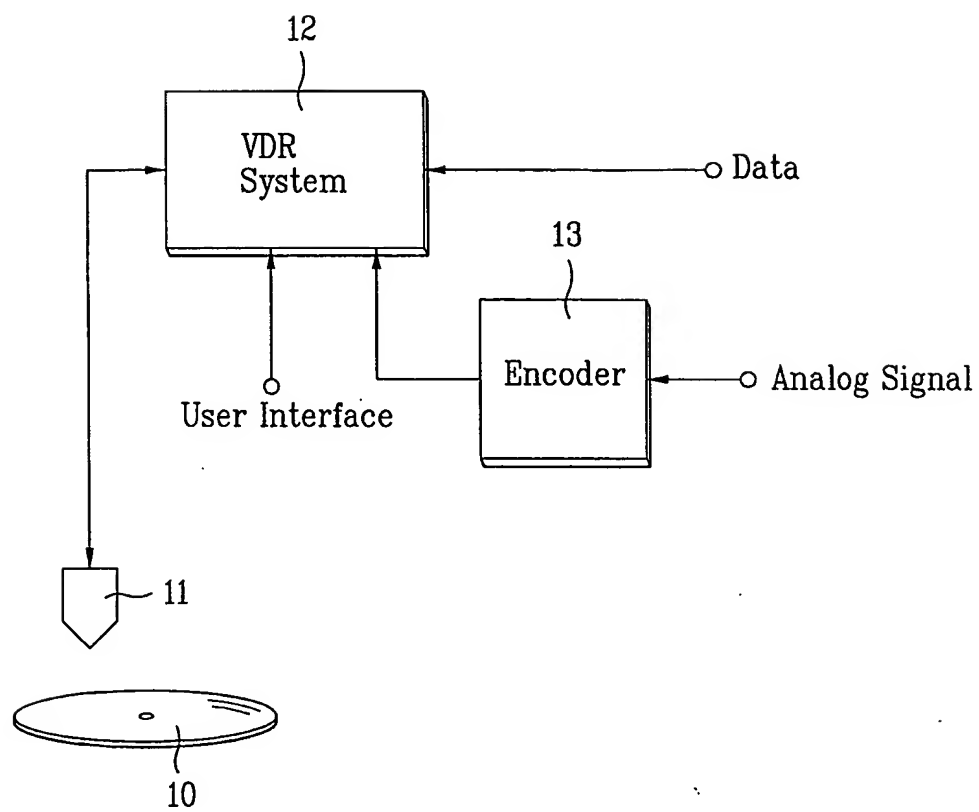 12
VDR
System
Data
13
Encoder
Analog Signal
User Interface
11
10